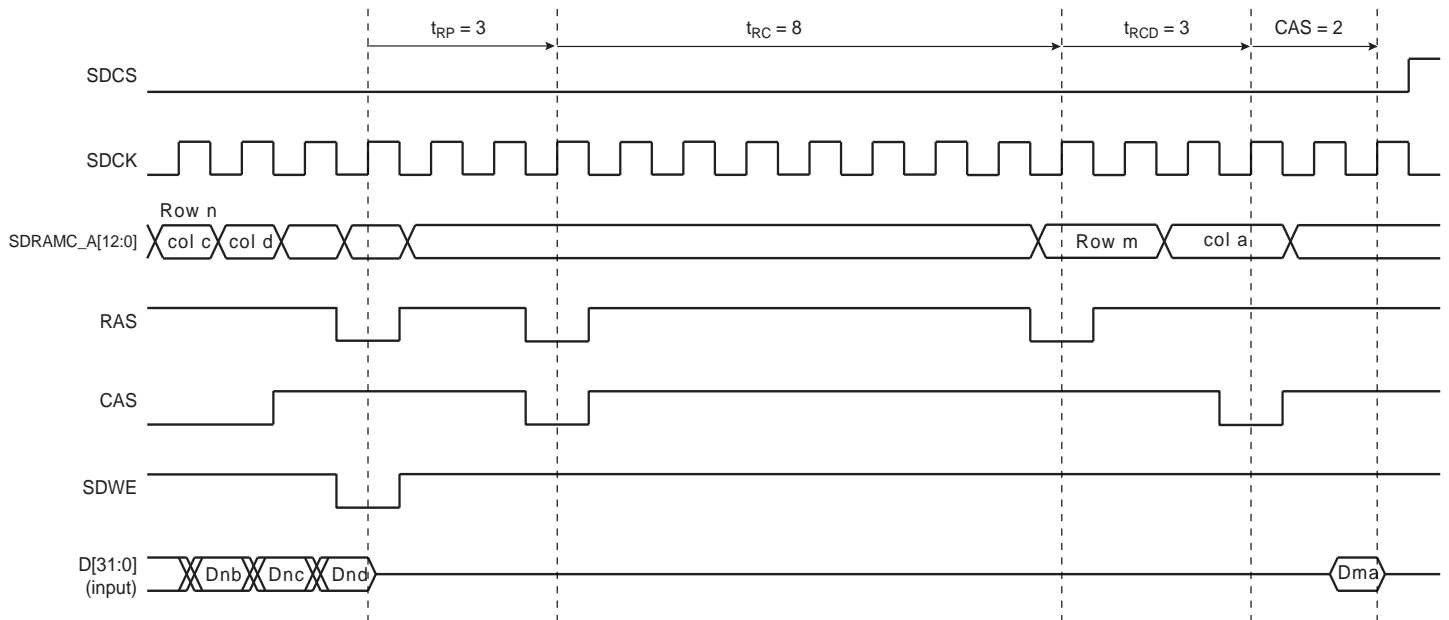 tRP = 3
tRC = 8
tRCD = 3
CAS = 2
SDCS
SDCK
Row n
SDRAMC_A[12:0]
col c
col d
Row m
col a
RAS
CAS
SDWE
D[31:0]
(input)
Dnb
Dnc
Dnd
Dma